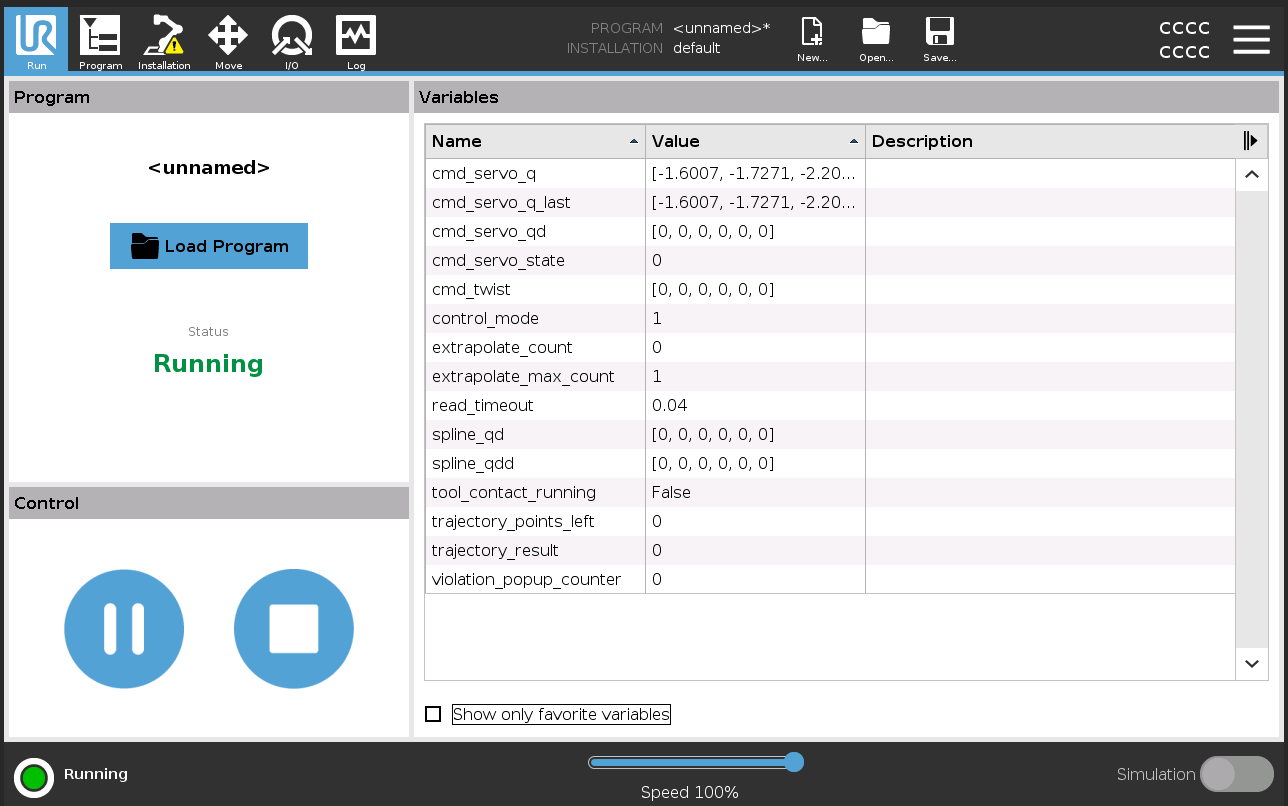 PROGRAM <unnamed>*
INSTALLATION default
CCCC
CCCC
Run Program Installation Move I/O Log New... Open... Save...
Program
<unnamed>
Load Program
Status
Running
Control
Variables
Name Value Description
cmd_servo_q [-1.6007, -1.7271, -2.20...
cmd_servo_q_last [-1.6007, -1.7271, -2.20...
cmd_servo_qd [0, 0, 0, 0, 0, 0]
cmd_servo_state 0
cmd_twist [0, 0, 0, 0, 0, 0]
control_mode 1
extrapolate_count 0
extrapolate_max_count 1
read_timeout 0.04
spline_qd [0, 0, 0, 0, 0, 0]
spline_qdd [0, 0, 0, 0, 0, 0]
tool_contact_running False
trajectory_points_left 0
trajectory_result 0
violation_popup_counter 0
Show only favorite variables
Running
Speed 100%
Simulation